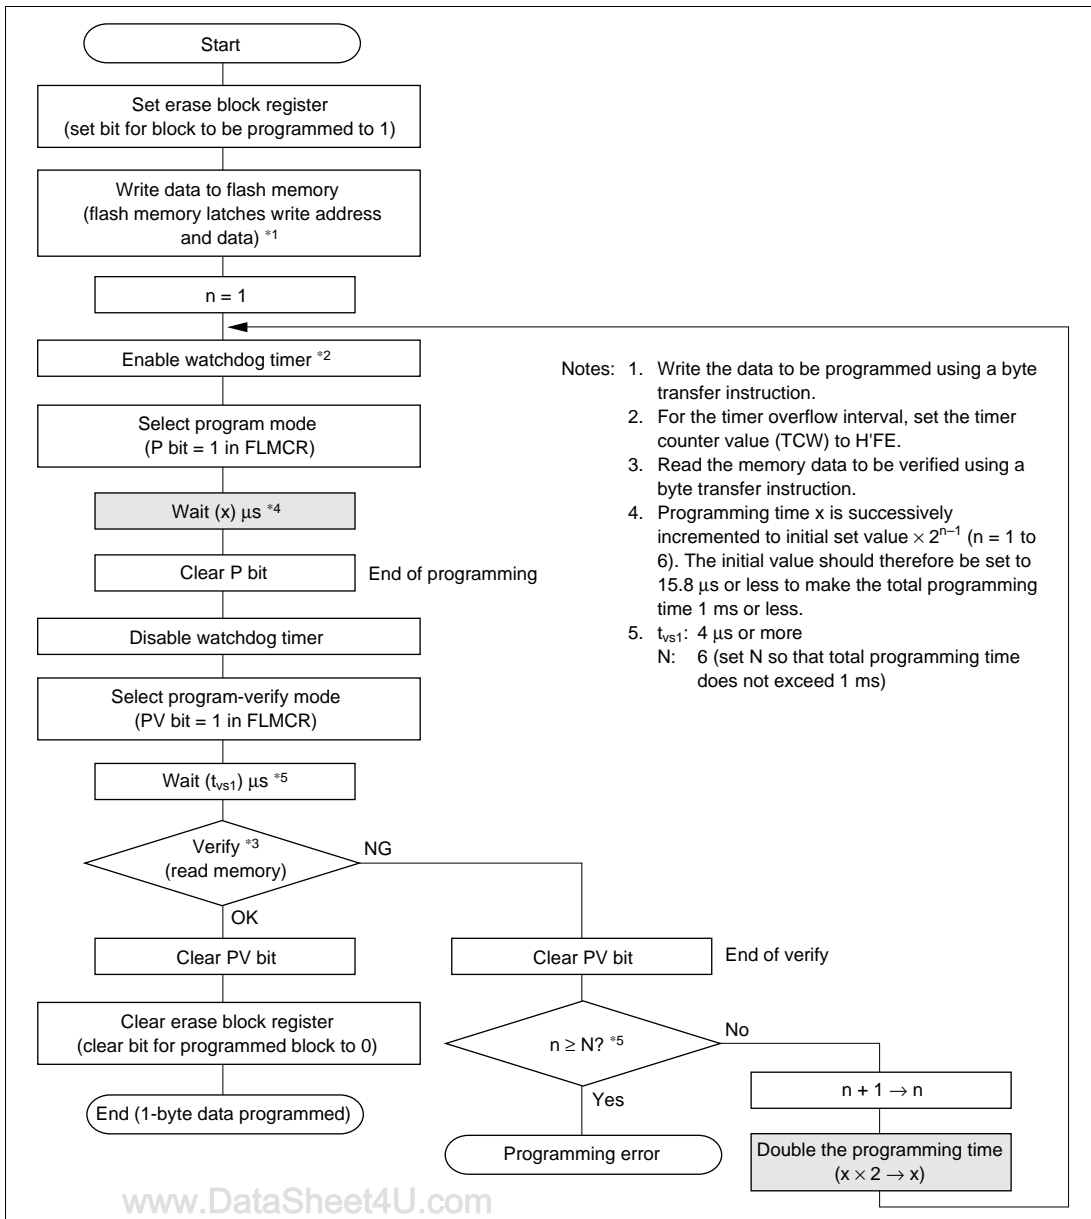 Start
Set erase block register
(set bit for block to be programmed to 1)
Write data to flash memory
(flash memory latches write address
and data) *1
n = 1
Enable watchdog timer *2
Select program mode
(P bit = 1 in FLMCR)
Wait (x) μs *4
Clear P bit
End of programming
Disable watchdog timer
Select program-verify mode
(PV bit = 1 in FLMCR)
Wait (tvs1) μs *5
Verify *3
(read memory)
NG
OK
Clear PV bit
Clear erase block register
(clear bit for programmed block to 0)
End (1-byte data programmed)
Clear PV bit
End of verify
n ≥ N? *5
No
Yes
Programming error
n + 1 → n
Double the programming time
(x × 2 → x)
Notes: 1. Write the data to be programmed using a byte
transfer instruction.
2. For the timer overflow interval, set the timer
counter value (TCW) to H'FE.
3. Read the memory data to be verified using a
byte transfer instruction.
4. Programming time x is successively
incremented to initial set value × 2^n–1 (n = 1 to
6). The initial value should therefore be set to
15.8 μs or less to make the total programming
time 1 ms or less.
5. tvs1: 4 μs or more
N: 6 (set N so that total programming time
does not exceed 1 ms)
www.DataSheet4U.com